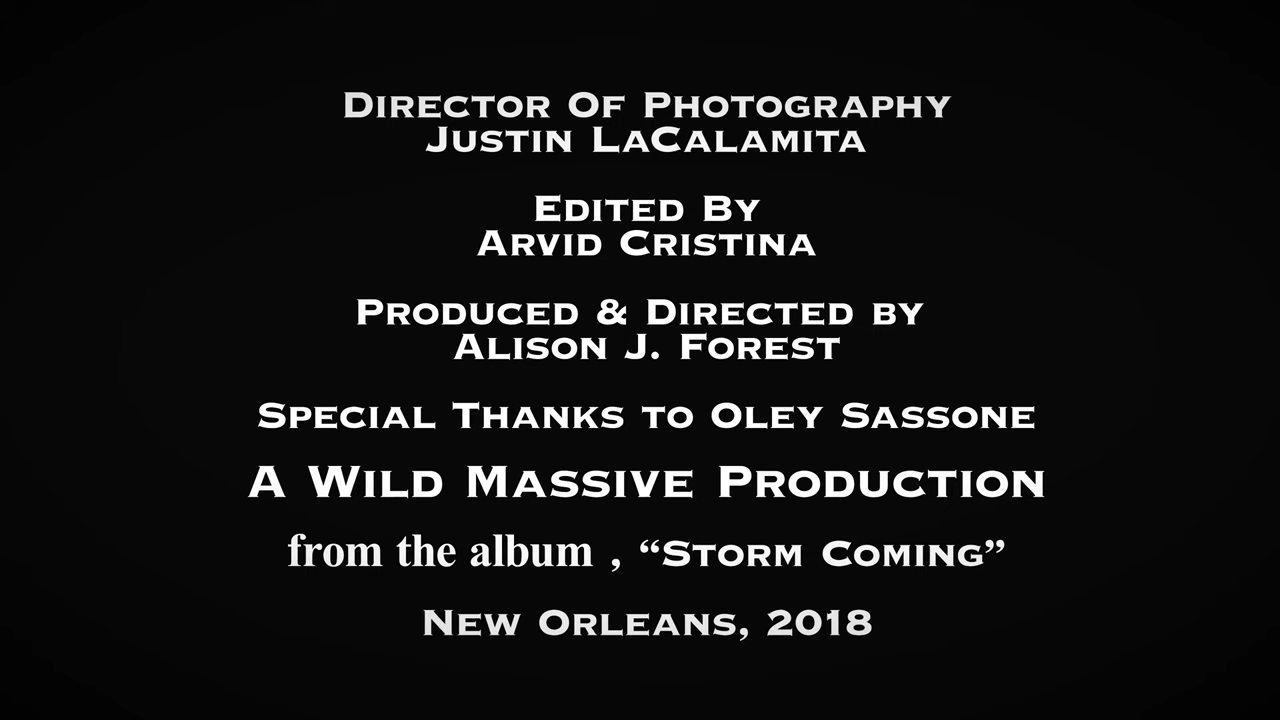 Director Of Photography
Justin LaCalamita
Edited By
Arvid Cristina
Produced & Directed by
Alison J. Forest
Special Thanks to Oley Sassone
A Wild Massive Production
from the album , “Storm Coming”
New Orleans, 2018